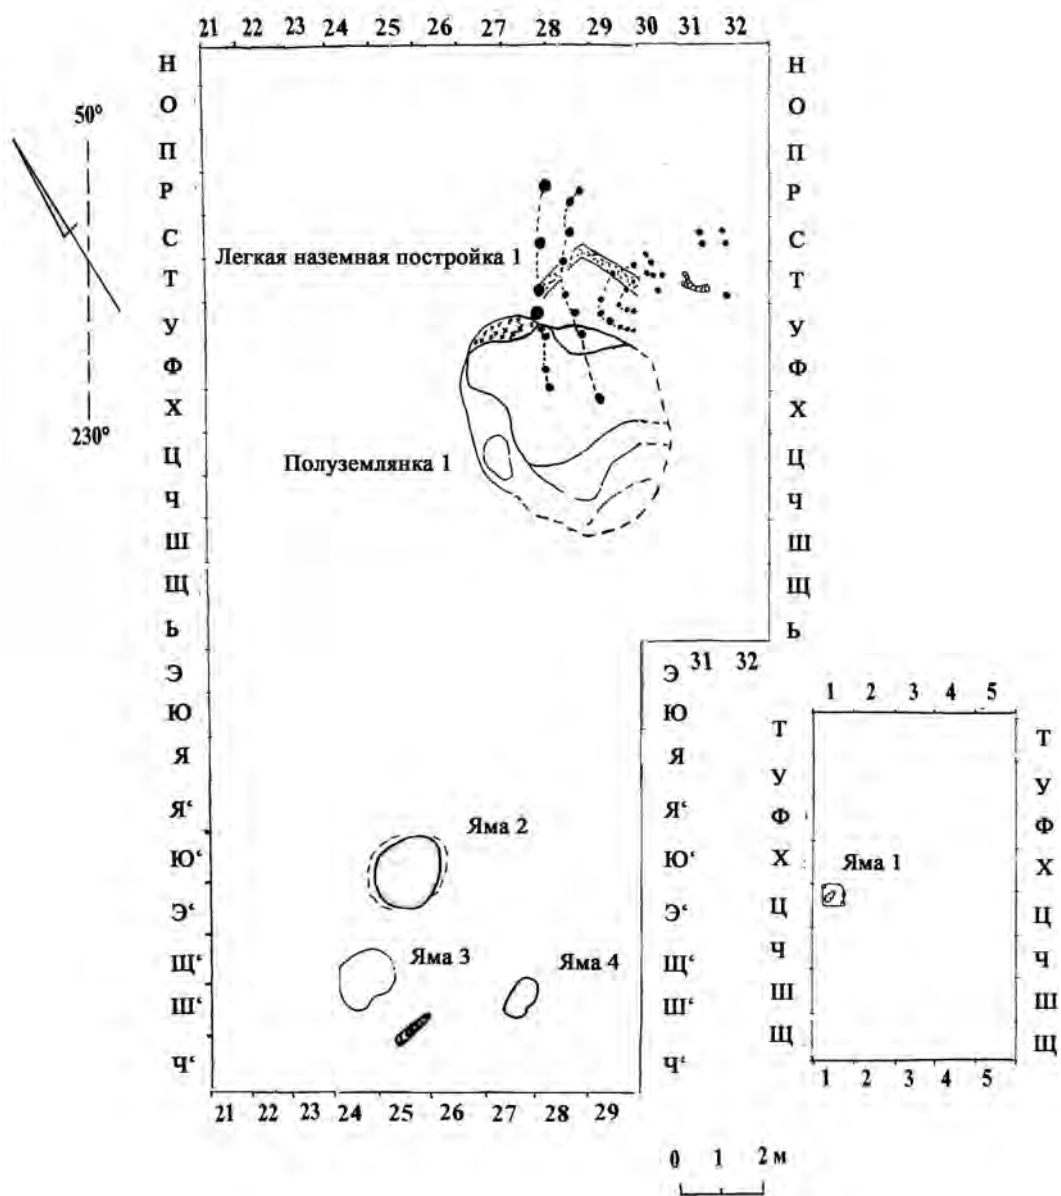 21 22 23 24 25 26 27 28 29 30 31 32
Н Н
О О
50°
П П
Р Р
С С
Легкая наземная постройка 1
Т Т
У У
Ф Ф
Х Х
230°
Ц Ц
Полуземлянка 1
Ч Ч
Ш Ш
Щ Щ
Ь Ь
Э Э 31 32
Ю Ю
Я Я
Я‘ Я‘
Яма 2
Ю‘ Ю‘
Э‘ Э‘
Щ‘ Щ‘
Яма 3
Яма 4
Ш‘ Ш‘
Ч‘ Ч‘
21 22 23 24 25 26 27 28 29
1 2 3 4 5
Т Т
У У
Ф Ф
Х Х
Яма 1
Ц Ц
Ч Ч
Ш Ш
Щ Щ
1 2 3 4 5
0 1 2 м